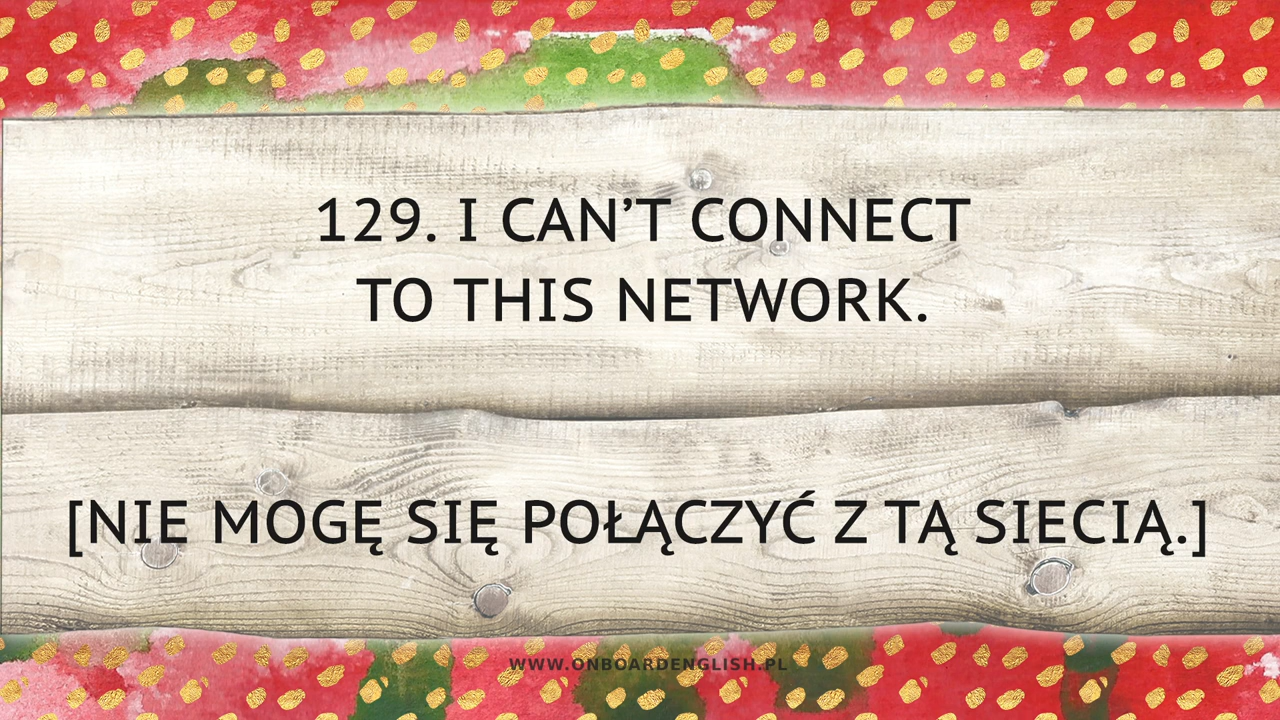 129. I CAN’T CONNECT
TO THIS NETWORK.
[NIE MOGĘ SIĘ POŁĄCZYĆ Z TĄ SIECIĄ.]
WWW.ONBOARDENGLISH.PL